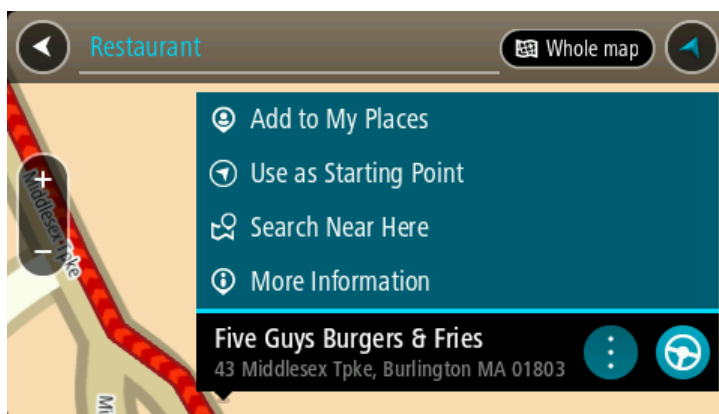 Restaurant
Whole map
Add to My Places
Use as Starting Point
Search Near Here
More Information
Five Guys Burgers & Fries
43 Middlesex Tpke, Burlington MA 01803
+
Middlesex Tpke
−
Mi